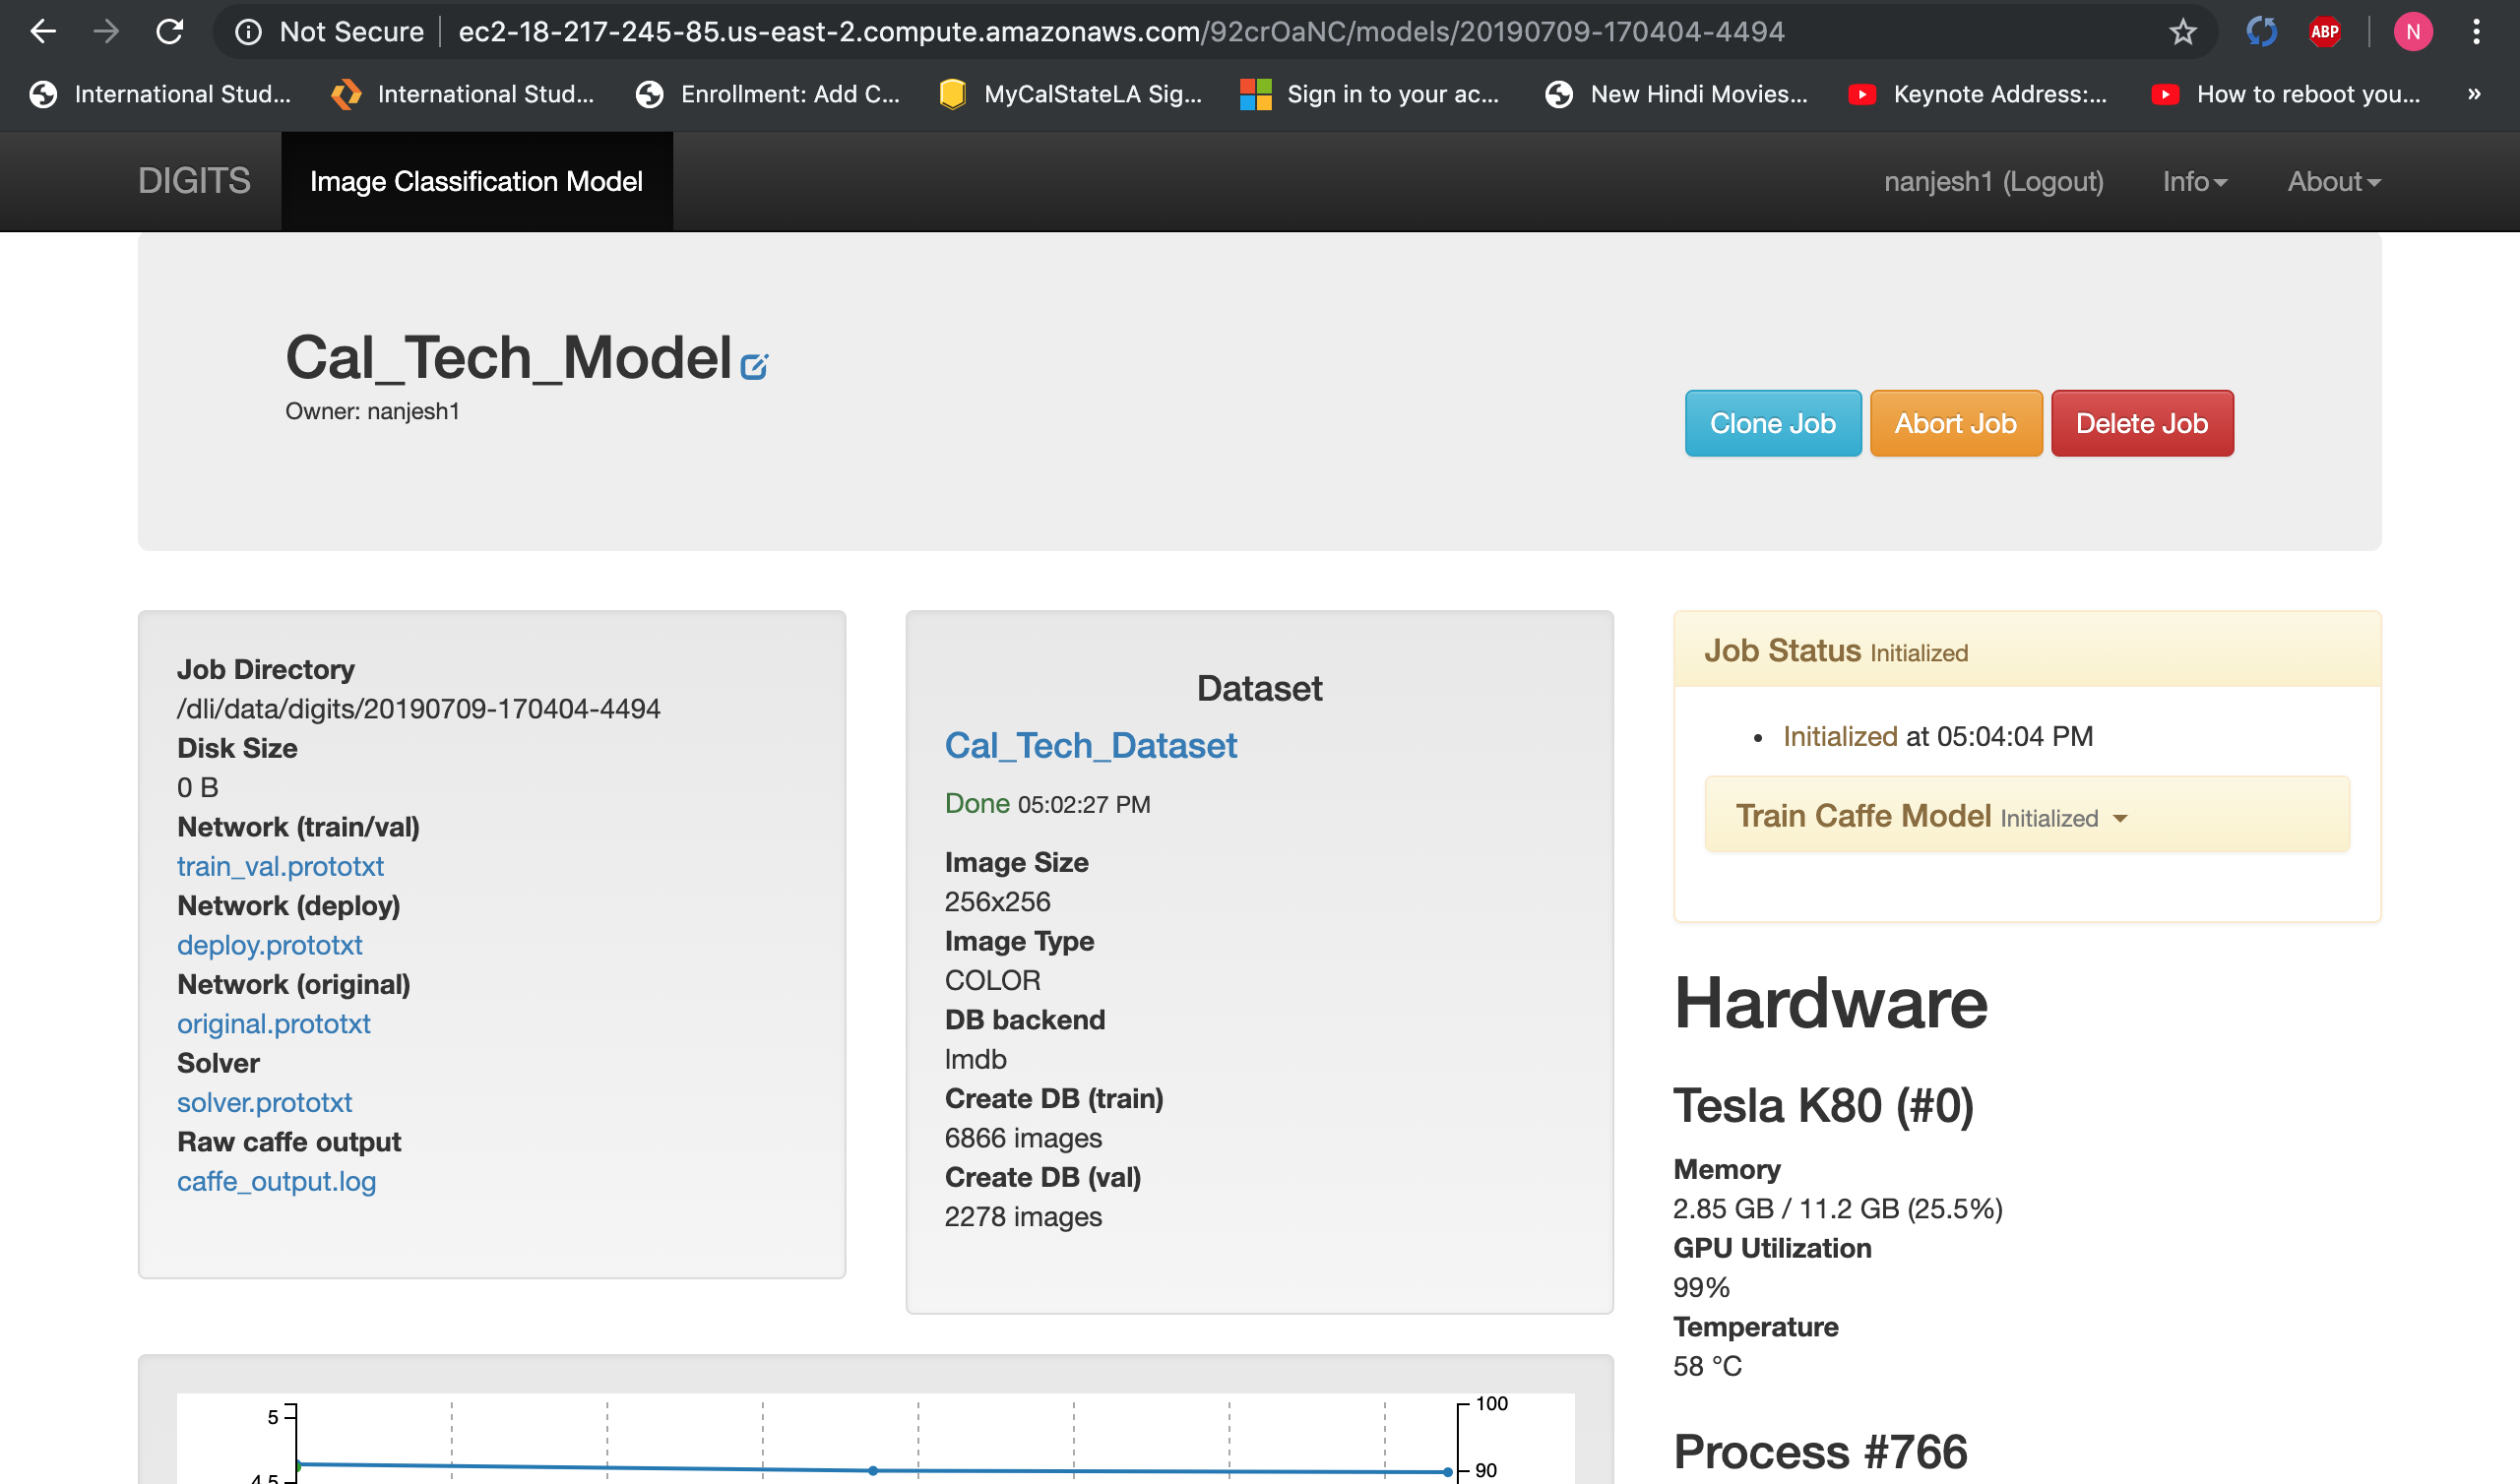 Not Secure ec2-18-217-245-85.us-east-2.compute.amazonaws.com/92crOaNC/models/20190709-170404-4494 ABP N
International Stud... International Stud... Enrollment: Add C... MyCalStateLA Sig... Sign in to your ac... New Hindi Movies... Keynote Address:... How to reboot you... »
DIGITS Image Classification Model nanjesh1 (Logout) Info About
Cal_Tech_Model
Owner: nanjesh1
Clone Job Abort Job Delete Job
Job Directory
/dli/data/digits/20190709-170404-4494
Disk Size
0 B
Network (train/val)
train_val.prototxt
Network (deploy)
deploy.prototxt
Network (original)
original.prototxt
Solver
solver.prototxt
Raw caffe output
caffe_output.log
Dataset
Cal_Tech_Dataset
Done 05:02:27 PM
Image Size
256x256
Image Type
COLOR
DB backend
lmdb
Create DB (train)
6866 images
Create DB (val)
2278 images
Job Status Initialized
• Initialized at 05:04:04 PM
Train Caffe Model Initialized
Hardware
Tesla K80 (#0)
Memory
2.85 GB / 11.2 GB (25.5%)
GPU Utilization
99%
Temperature
58 °C
Process #766
5
4.5
100
90